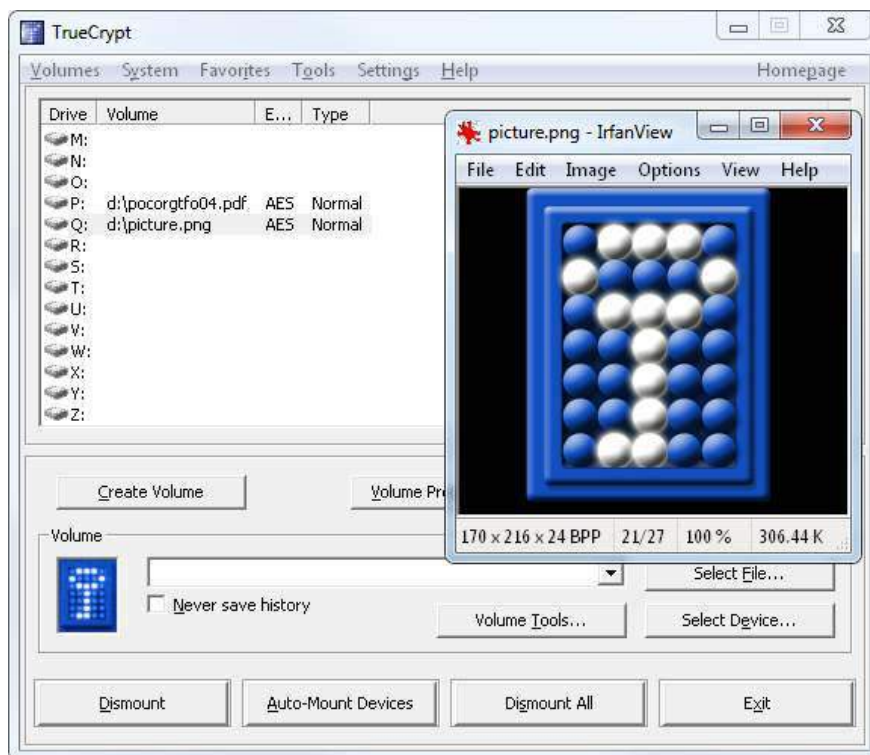 TrueCrypt
Volumes System Favorites Tools Settings Help Homepage
Drive Volume E... Type
M:
N:
O:
P: d:\pocorgtfo04.pdf AES Normal
Q: d:\picture.png AES Normal
R:
S:
T:
U:
V:
W:
X:
Y:
Z:
picture.png - IrfanView
File Edit Image Options View Help
170 x 216 x 24 BPP 21/27 100 % 306.44 K
Create Volume
Volume Pr
Volume
Never save history
Select File...
Volume Tools...
Select Device...
Dismount
Auto-Mount Devices
Dismount All
Exit